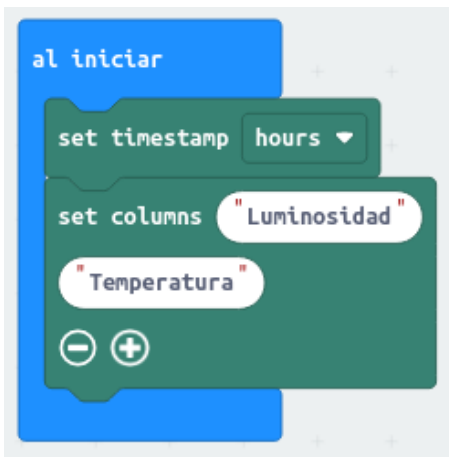 al iniciar
set timestamp hours
set columns "Luminosidad"
"Temperatura"